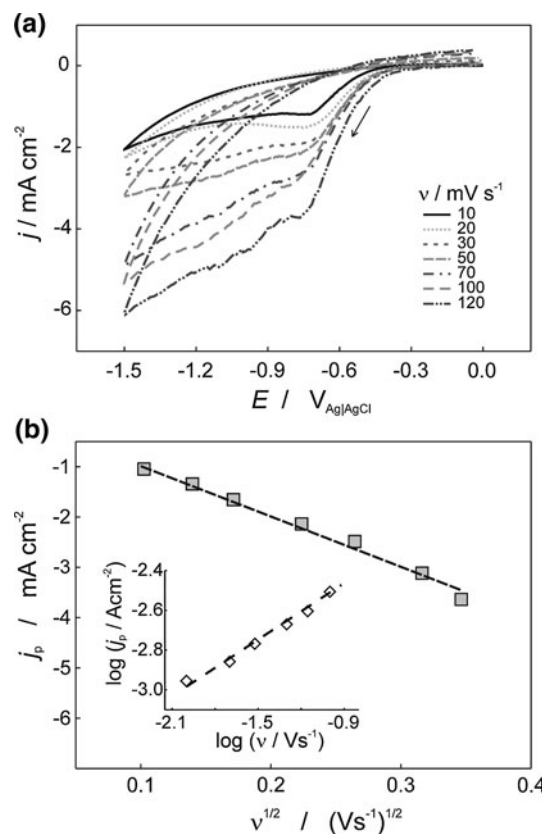 (a)
0
-2
-4
-6
j / mA cm-2
ν / mV s-1
10
20
30
50
70
100
120
-1.5 -1.2 -0.9 -0.6 -0.3 0.0
E / V Ag|AgCl
(b)
-1
-2
-3
-4
-5
-6
jp / mA cm-2
-2.4
-2.6
-2.8
-3.0
log (jp / Acm-2)
-2.1 -1.5 -0.9
log (ν / Vs-1)
0.1 0.2 0.3 0.4
ν1/2 / (Vs-1)1/2